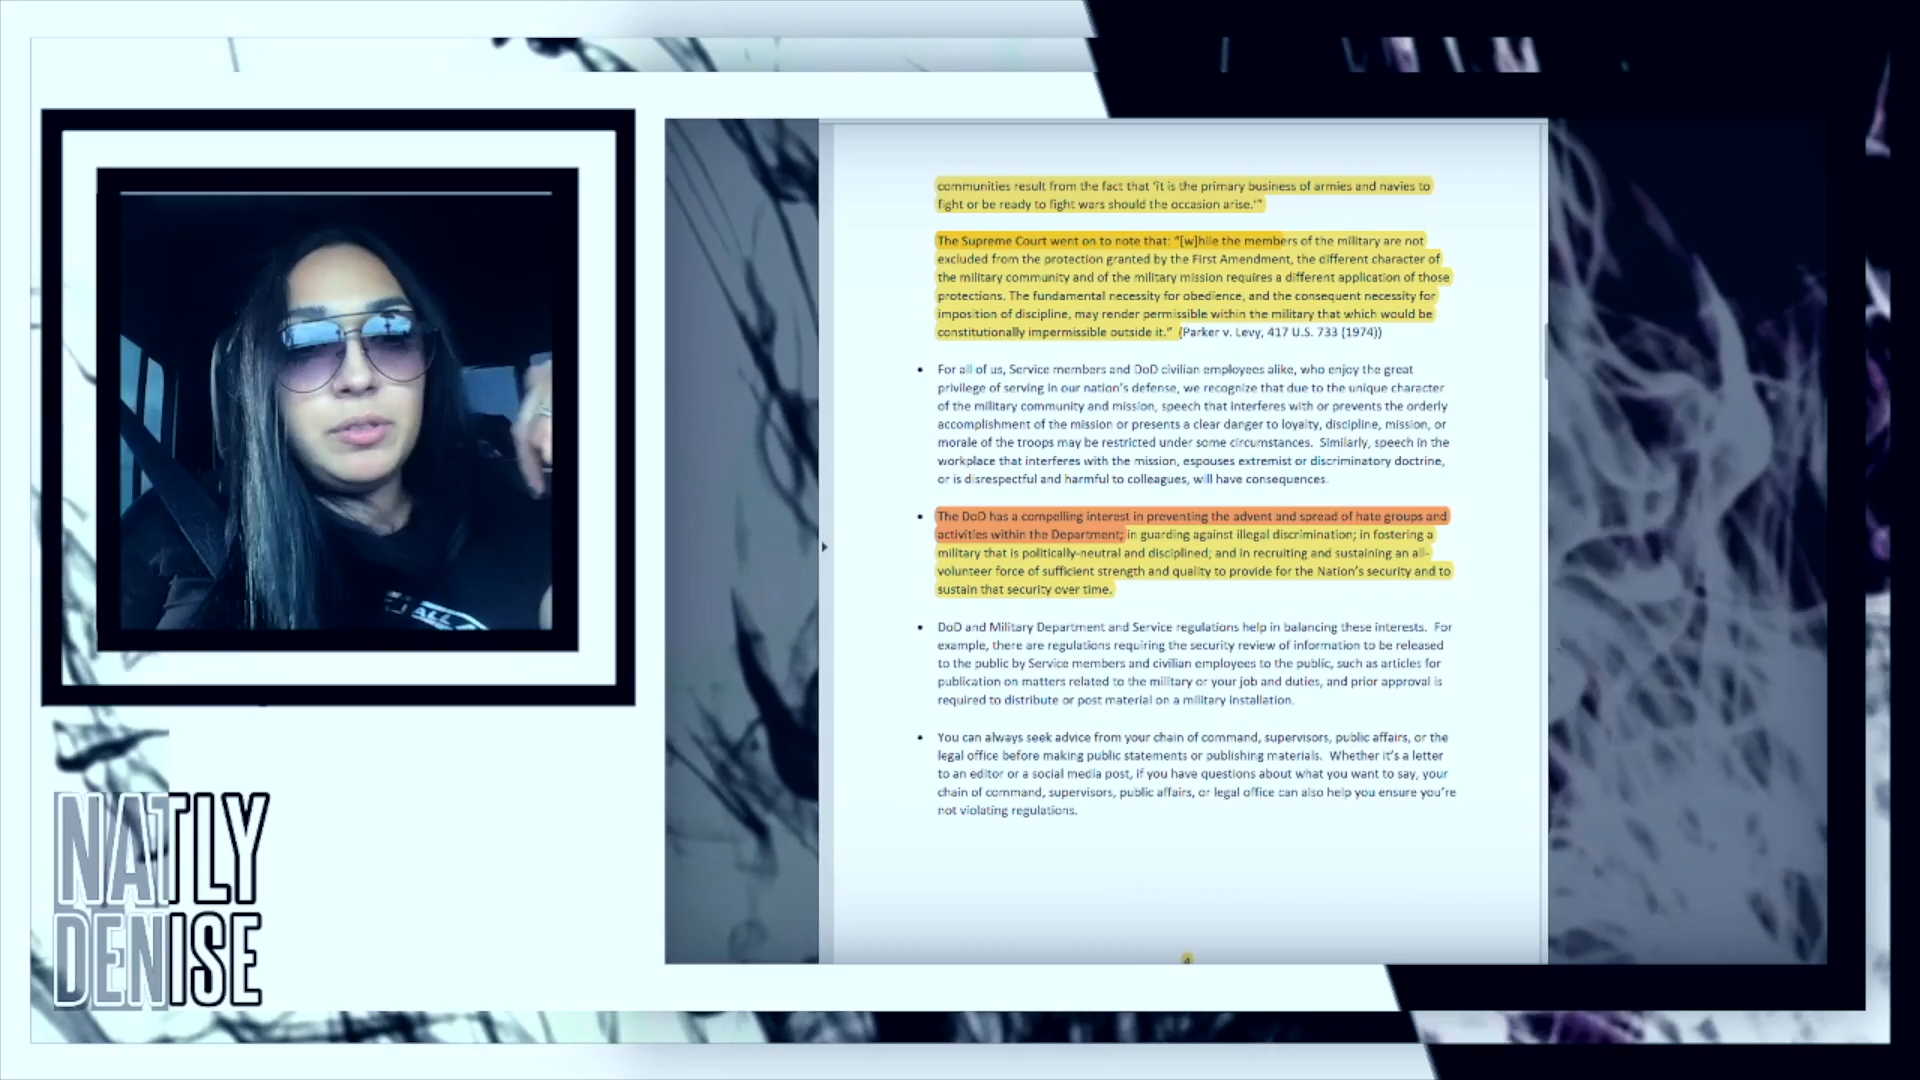 communities result from the fact that 'it is the primary business of armies and navies to
fight or be ready to fight wars should the occasion arise.'"
The Supreme Court went on to note that: "[w]hile the members of the military are not
excluded from the protection granted by the First Amendment, the different character of
the military community and of the military mission requires a different application of those
protections. The fundamental necessity for obedience, and the consequent necessity for
imposition of discipline, may render permissible within the military that which would be
constitutionally impermissible outside it." (Parker v. Levy, 417 U.S. 733 (1974))
• For all of us, Service members and DoD civilian employees alike, who enjoy the great
privilege of serving in our nation's defense, we recognize that due to the unique character
of the military community and mission, speech that interferes with or prevents the orderly
accomplishment of the mission or presents a clear danger to loyalty, discipline, mission, or
morale of the troops may be restricted under some circumstances. Similarly, speech in the
workplace that interferes with the mission, espouses extremist or discriminatory doctrine,
or is disrespectful and harmful to colleagues, will have consequences.
• The DoD has a compelling interest in preventing the advent and spread of hate groups and
activities within the Department; in guarding against illegal discrimination; in fostering a
military that is politically-neutral and disciplined; and in recruiting and sustaining an all-
volunteer force of sufficient strength and quality to provide for the Nation's security and to
sustain that security over time.
• DoD and Military Department and Service regulations help in balancing these interests. For
example, there are regulations requiring the security review of information to be released
to the public by Service members and civilian employees to the public, such as articles for
publication on matters related to the military or your job and duties, and prior approval is
required to distribute or post material on a military installation.
• You can always seek advice from your chain of command, supervisors, public affairs, or the
legal office before making public statements or publishing materials. Whether it's a letter
to an editor or a social media post, if you have questions about what you want to say, your
chain of command, supervisors, public affairs, or legal office can also help you ensure you're
not violating regulations.
4
ALL
NATLY
DENISE